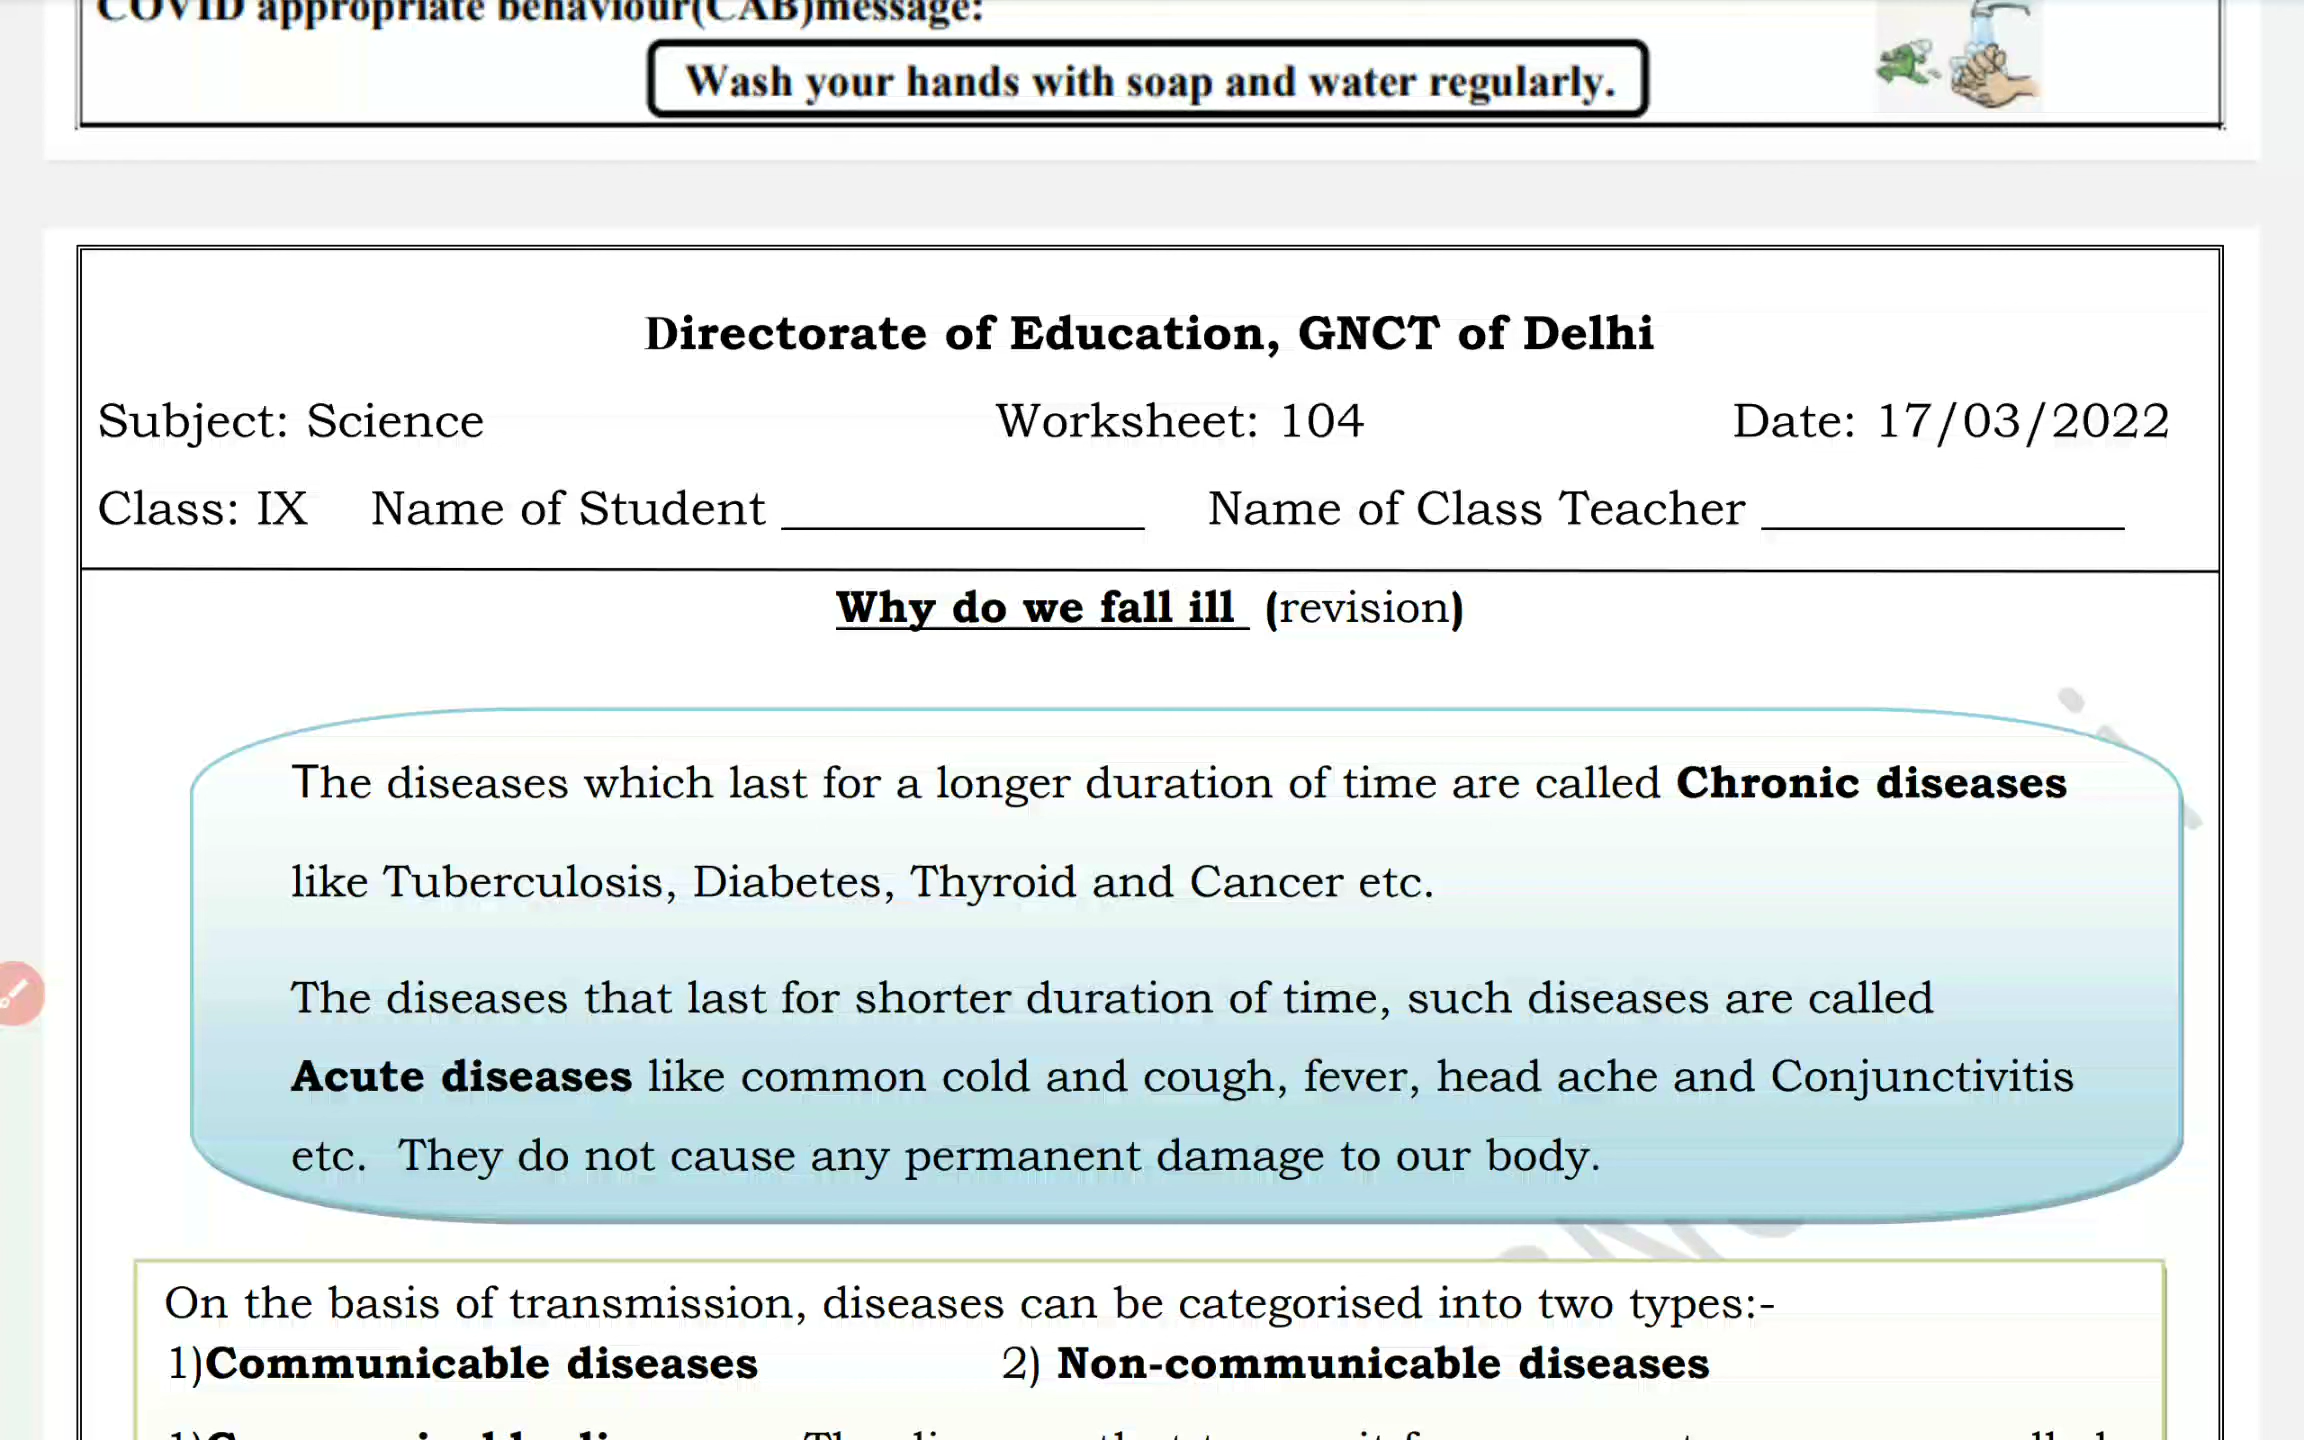 COVID appropriate behaviour(CAB)message:
Wash your hands with soap and water regularly.
Directorate of Education, GNCT of Delhi
Subject: Science Worksheet: 104 Date: 17/03/2022
Class: IX Name of Student ______________ Name of Class Teacher ______________
Why do we fall ill (revision)
The diseases which last for a longer duration of time are called Chronic diseases
like Tuberculosis, Diabetes, Thyroid and Cancer etc.
The diseases that last for shorter duration of time, such diseases are called
Acute diseases like common cold and cough, fever, head ache and Conjunctivitis
etc. They do not cause any permanent damage to our body.
On the basis of transmission, diseases can be categorised into two types:-
1)Communicable diseases 2) Non-communicable diseases